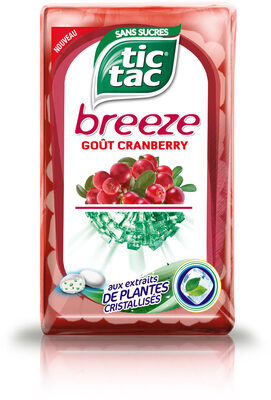 NOUVEAU
SANS SUCRES
tic
tac
breeze
GOÛT CRANBERRY
aux extraits
DE PLANTES
CRISTALLISÉS